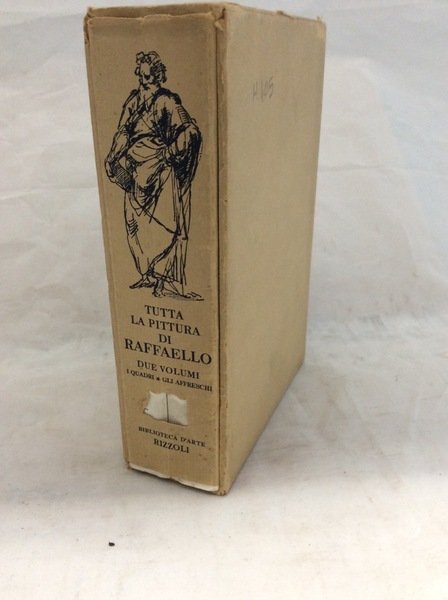 TUTTA
LA PITTURA
DI
RAFFAELLO
DUE VOLUMI
I QUADRI • GLI AFFRESCHI
BIBLIOTECA D'ARTE
RIZZOLI